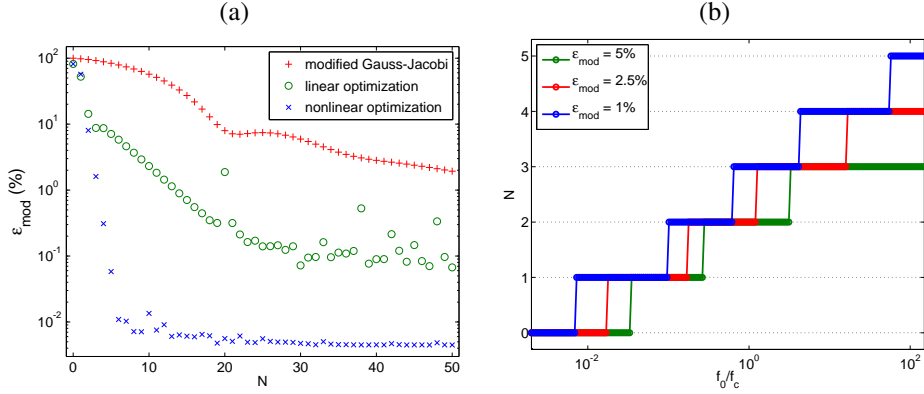 (a)
ε_mod (%)
10^2
10^1
10^0
10^-1
10^-2
0 10 20 30 40 50
N
modified Gauss-Jacobi
linear optimization
nonlinear optimization
(b)
N
5
4
3
2
1
0
10^-2 10^0 10^2
f_0/f_c
ε_mod = 5%
ε_mod = 2.5%
ε_mod = 1%